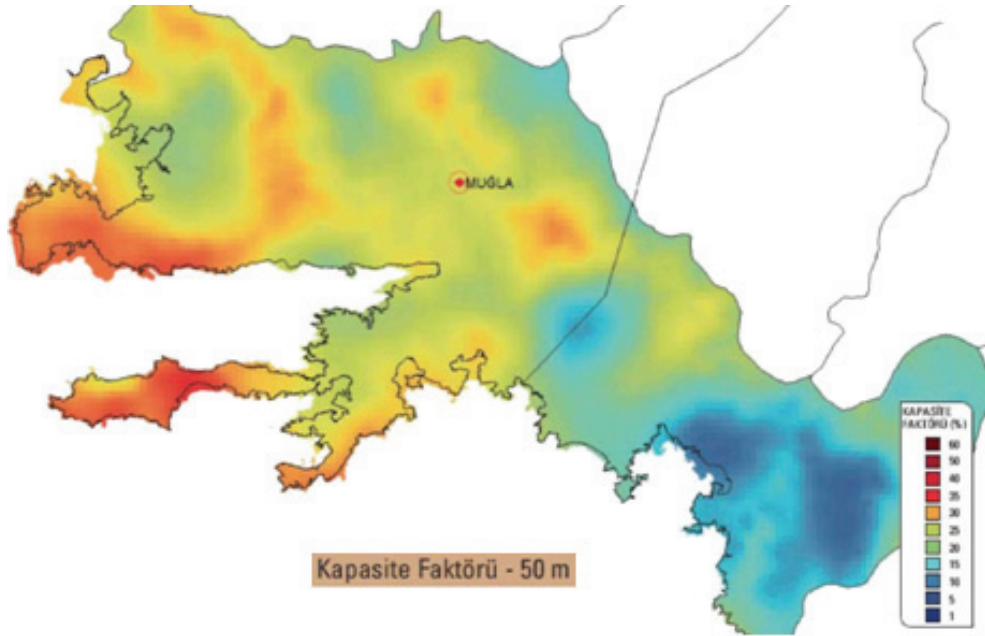 MUĞLA
KAPASİTE
FAKTÖRÜ (%)
60
50
40
35
30
25
20
15
10
5
1
Kapasite Faktörü - 50 m